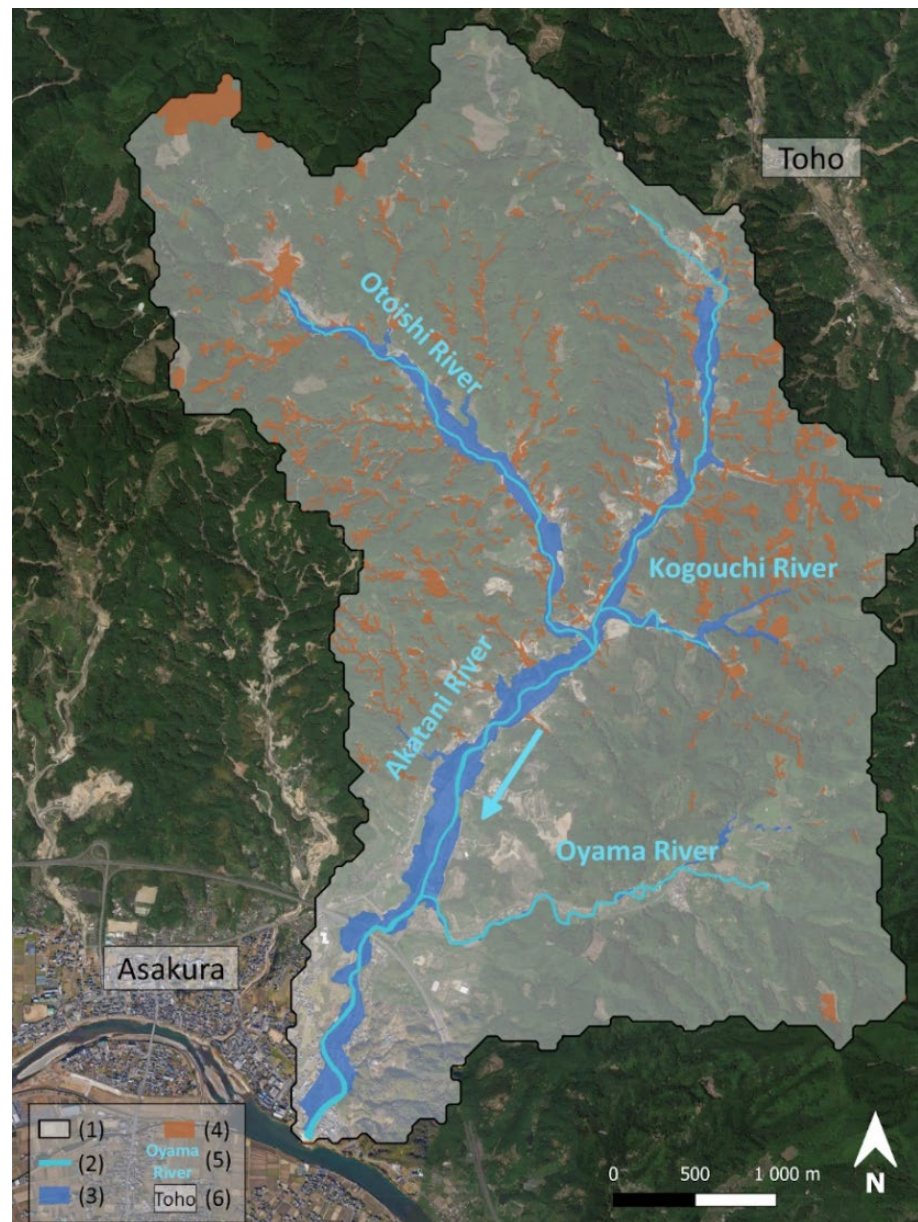 Toho
Otoishi River
Kogouchi River
Akatani River
Oyama River
Asakura
(1)
(2)
(3)
(4)
Oyama
River
(5)
Toho
(6)
0 500 1 000 m
N